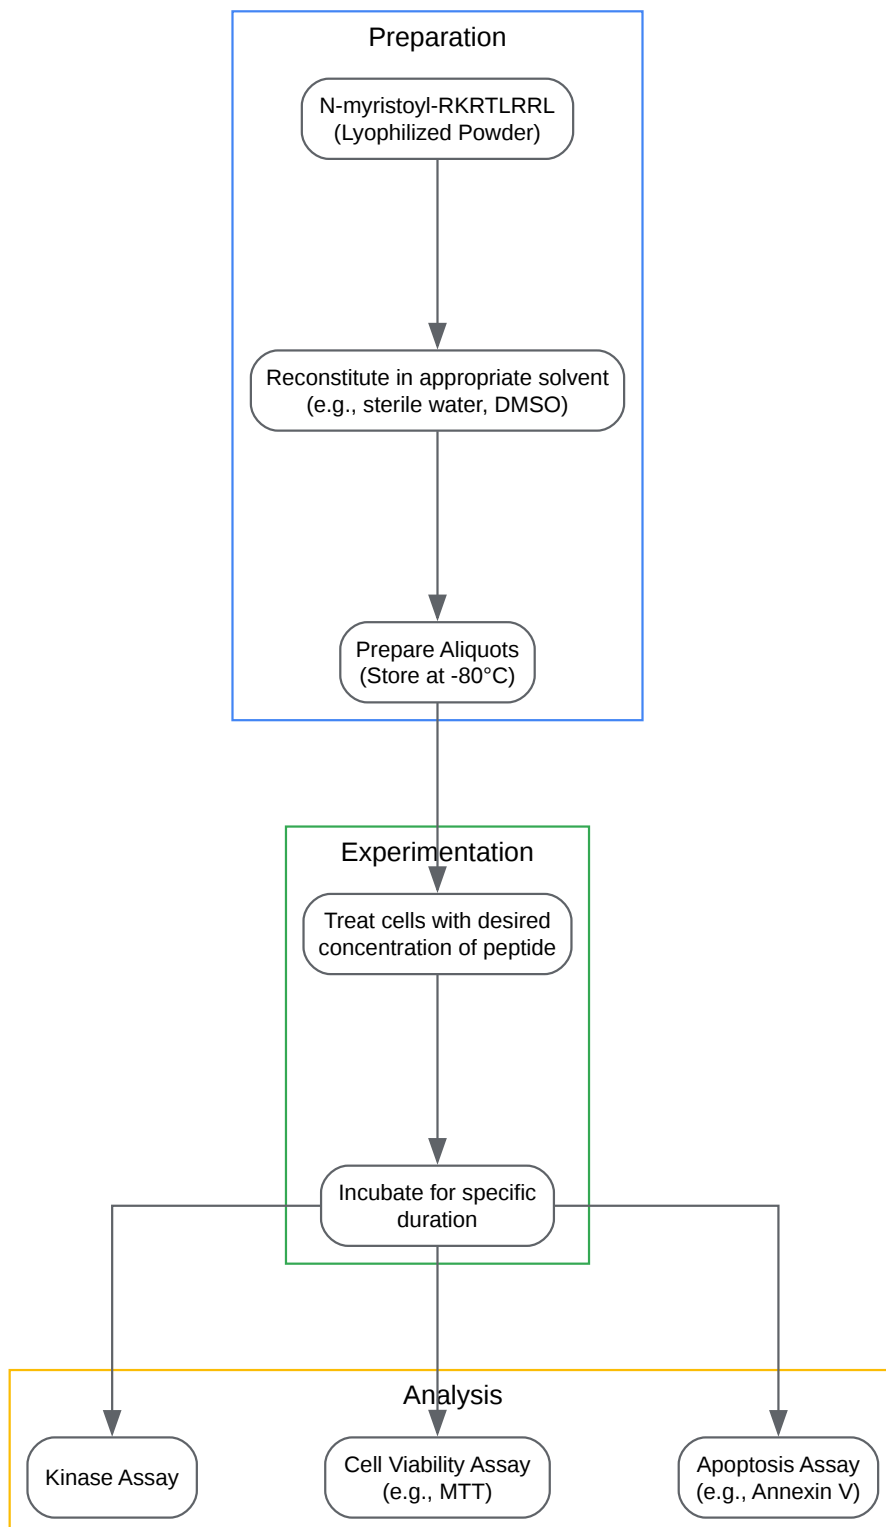 Preparation
N-myristoyl-RKRTLRRL
(Lyophilized Powder)
Reconstitute in appropriate solvent
(e.g., sterile water, DMSO)
Prepare Aliquots
(Store at -80°C)
Experimentation
Treat cells with desired
concentration of peptide
Incubate for specific
duration
Analysis
Kinase Assay
Cell Viability Assay
(e.g., MTT)
Apoptosis Assay
(e.g., Annexin V)